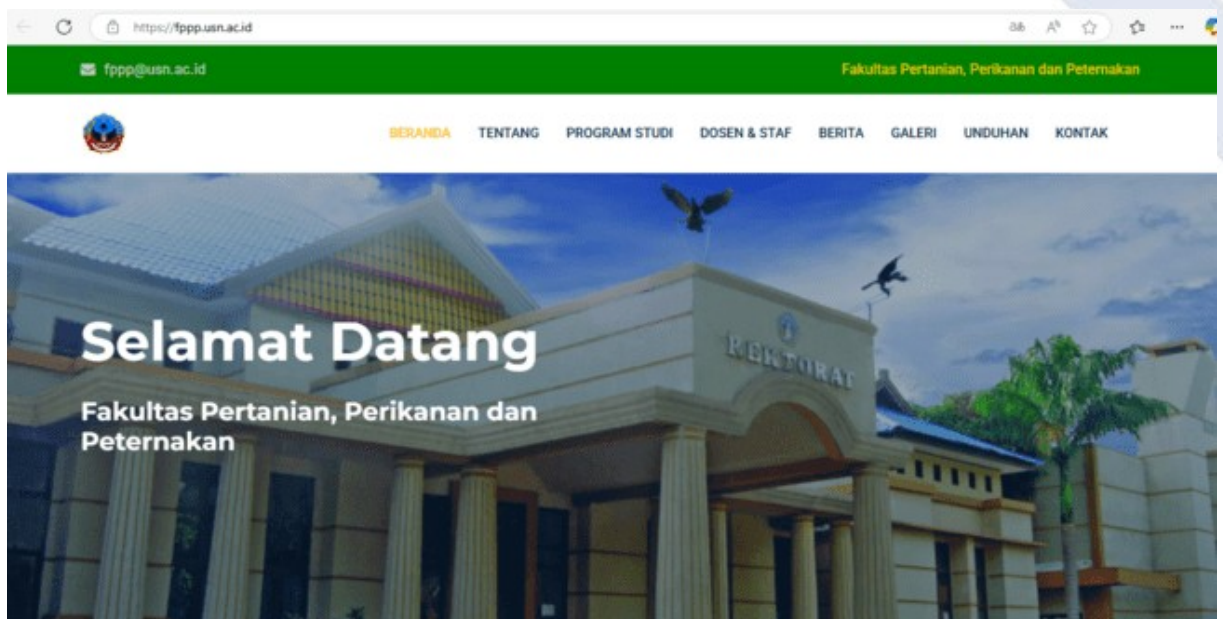 https://fppp.usn.ac.id
fppp@usn.ac.id
Fakultas Pertanian, Perikanan dan Peternakan
BERANDA TENTANG PROGRAM STUDI DOSEN & STAF BERITA GALERI UNDUHAN KONTAK
REKTORAT
Selamat Datang
Fakultas Pertanian, Perikanan dan
Peternakan